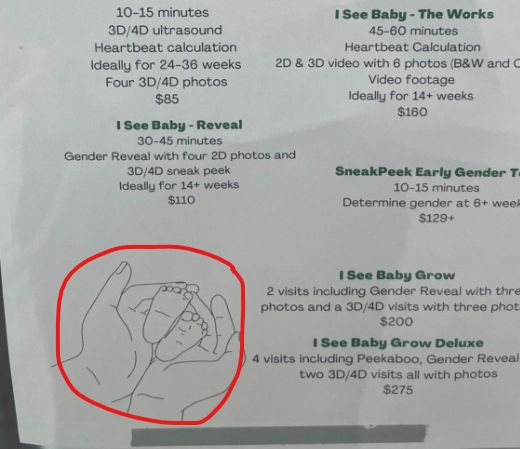 10-15 minutes
3D/4D ultrasound
Heartbeat calculation
Ideally for 24-36 weeks
Four 3D/4D photos
$85
I See Baby - Reveal
30-45 minutes
Gender Reveal with four 2D photos and
3D/4D sneak peek
Ideally for 14+ weeks
$110
I See Baby - The Works
45-60 minutes
Heartbeat Calculation
2D & 3D video with 6 photos (B&W and
Video footage
Ideally for 14+ weeks
$160
SneakPeek Early Gender
10-15 minutes
Determine gender at 6+
$129+
I See Baby Grow
2 visits including Gender Reveal with
photos and a 3D/4D visits with three
$200
I See Baby Grow Deluxe
4 visits including Peekaboo, Gender Reveal
two 3D/4D visits all with photos
$275